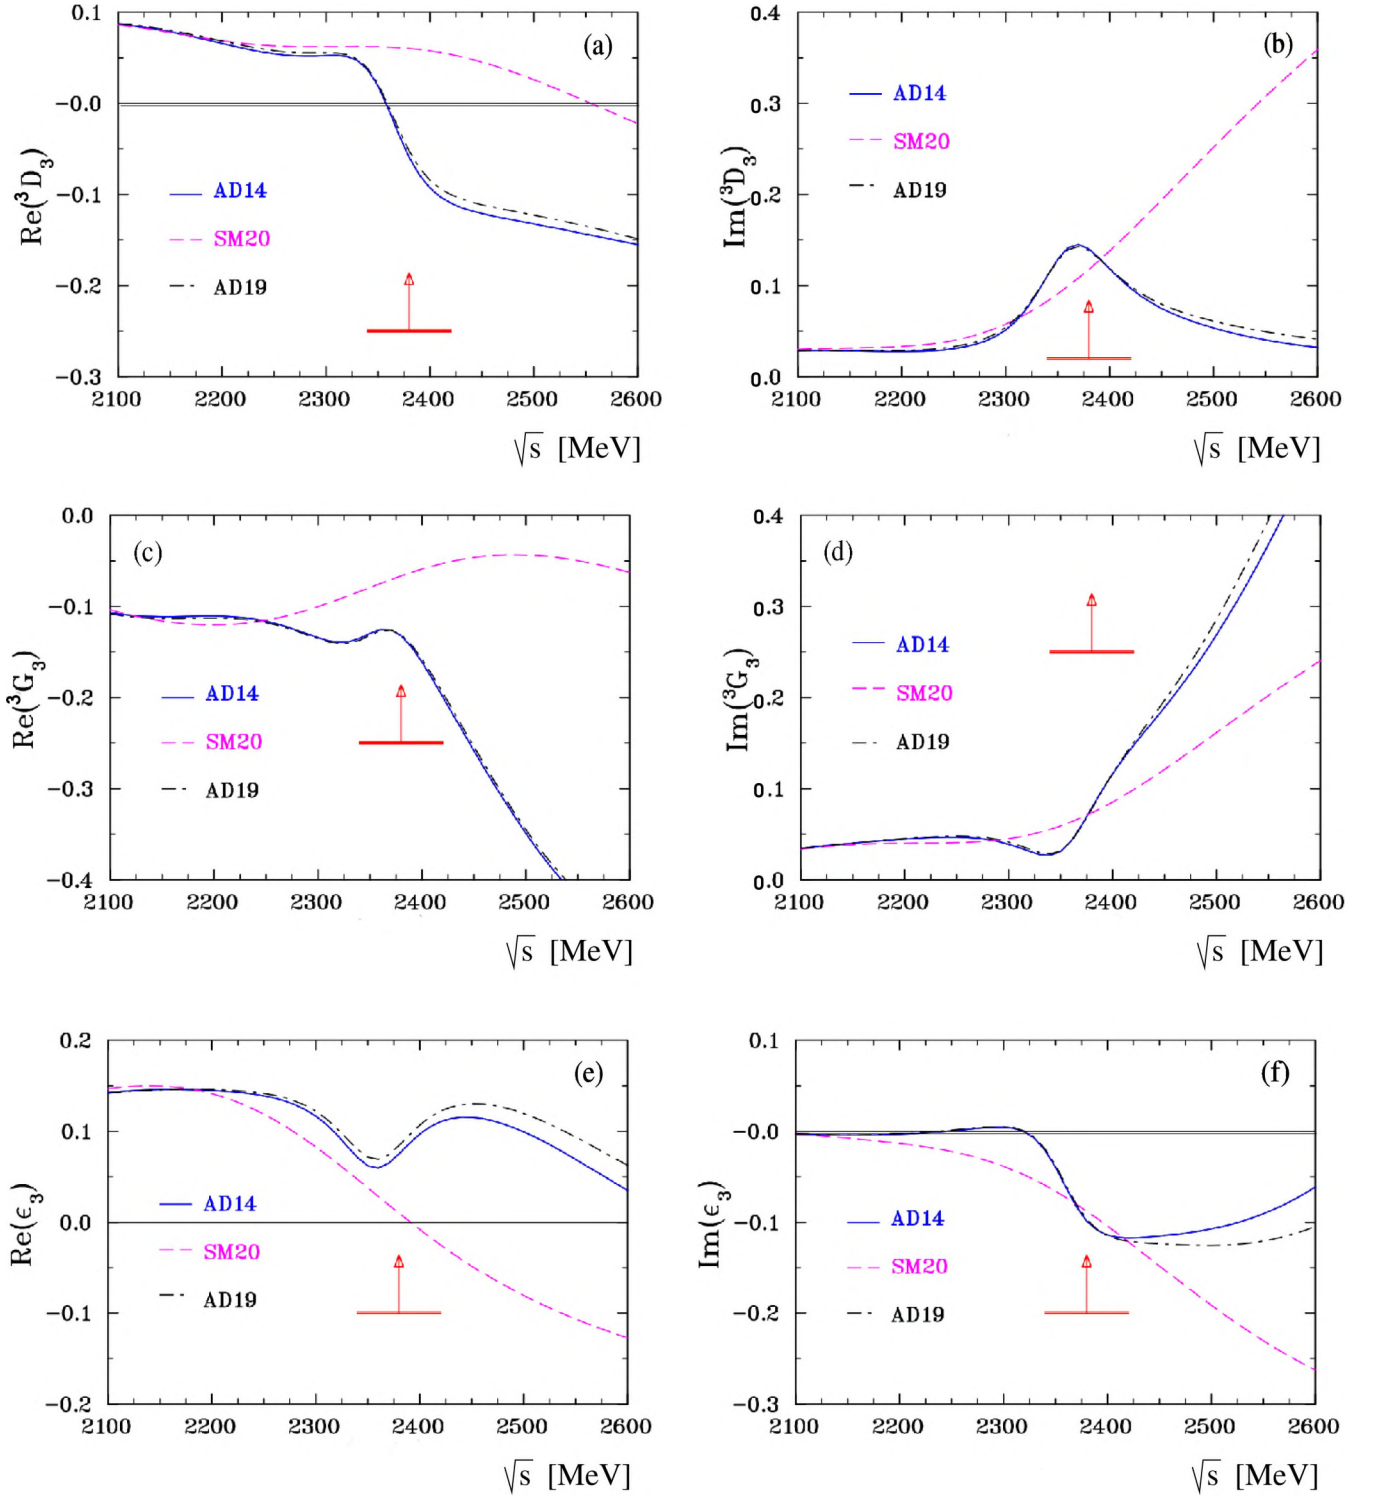 (a)
0.1
-0.0
-0.1
-0.2
-0.3
Re(³D₃)
AD14
SM20
AD19
2100 2200 2300 2400 2500 2600
√s [MeV]
(b)
0.4
0.3
0.2
0.1
0.0
Im(³D₃)
AD14
SM20
AD19
2100 2200 2300 2400 2500 2600
√s [MeV]
(c)
0.0
-0.1
-0.2
-0.3
-0.4
Re(³G₃)
AD14
SM20
AD19
2100 2200 2300 2400 2500 2600
√s [MeV]
(d)
0.4
0.3
0.2
0.1
0.0
Im(³G₃)
AD14
SM20
AD19
2100 2200 2300 2400 2500 2600
√s [MeV]
(e)
0.2
0.1
0.0
-0.1
-0.2
Re(ϵ₃)
AD14
SM20
AD19
2100 2200 2300 2400 2500 2600
√s [MeV]
(f)
0.1
-0.0
-0.1
-0.2
-0.3
Im(ϵ₃)
AD14
SM20
AD19
2100 2200 2300 2400 2500 2600
√s [MeV]